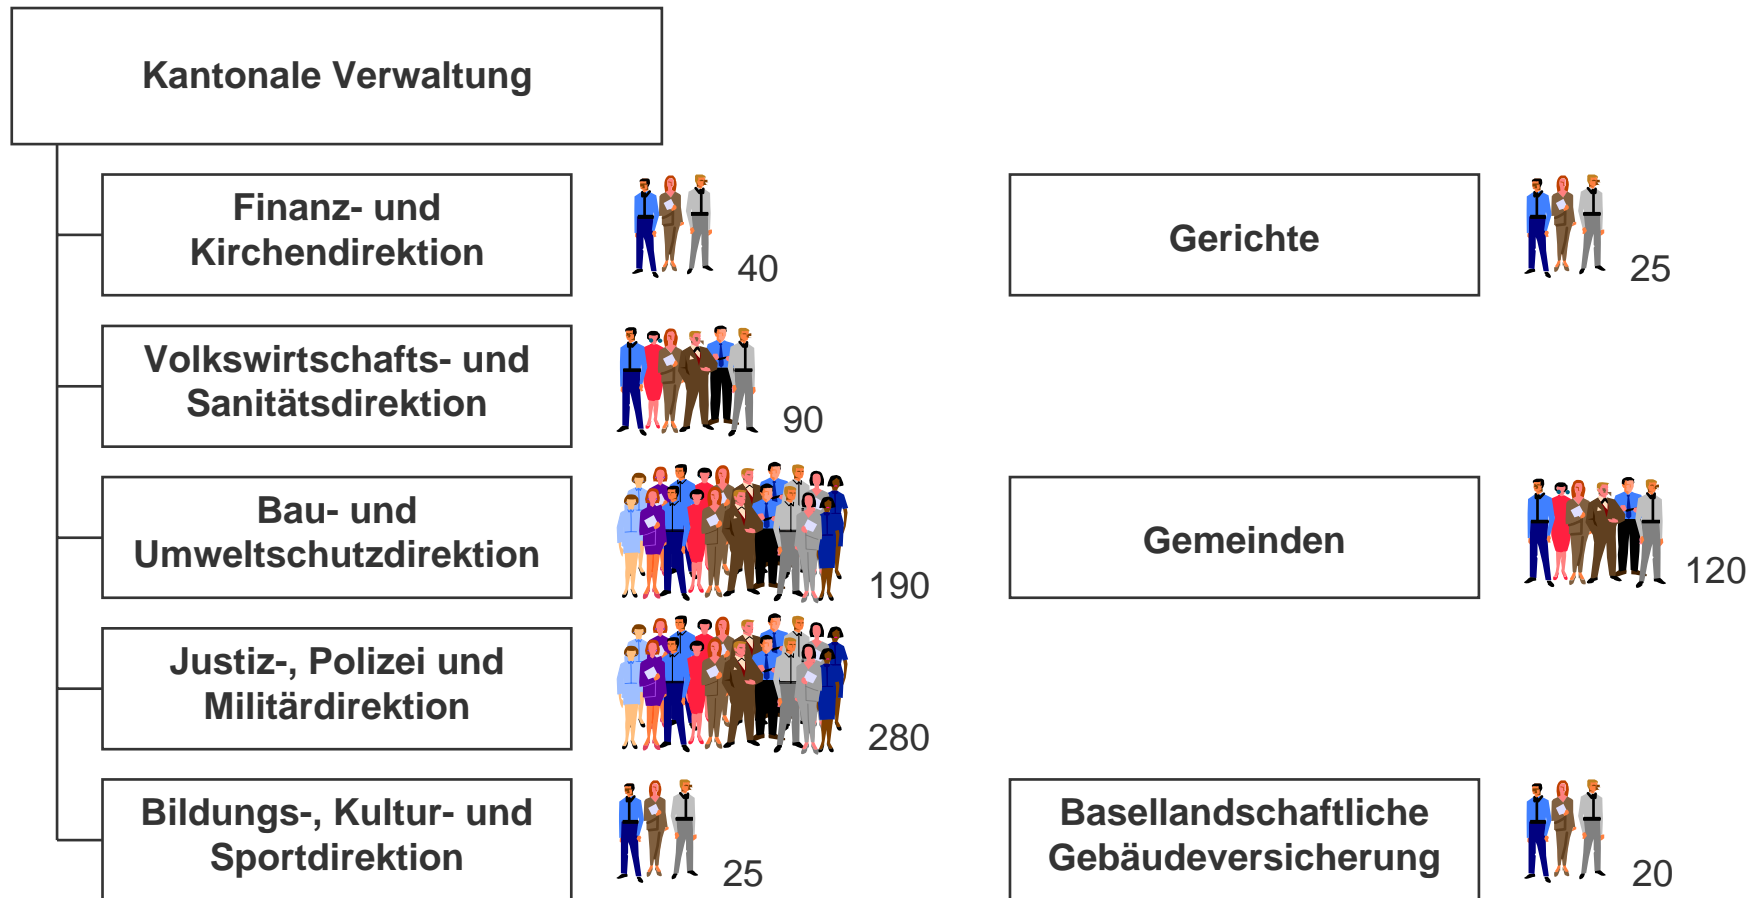 Kantonale Verwaltung
Finanz- und
Kirchendirektion
40
Gerichte
25
Volkswirtschafts- und
Sanitätsdirektion
90
Bau- und
Umweltschutzdirektion
190
Gemeinden
120
Justiz-, Polizei und
Militärdirektion
280
Bildungs-, Kultur- und
Sportdirektion
25
Basellandschaftliche
Gebäudeversicherung
20